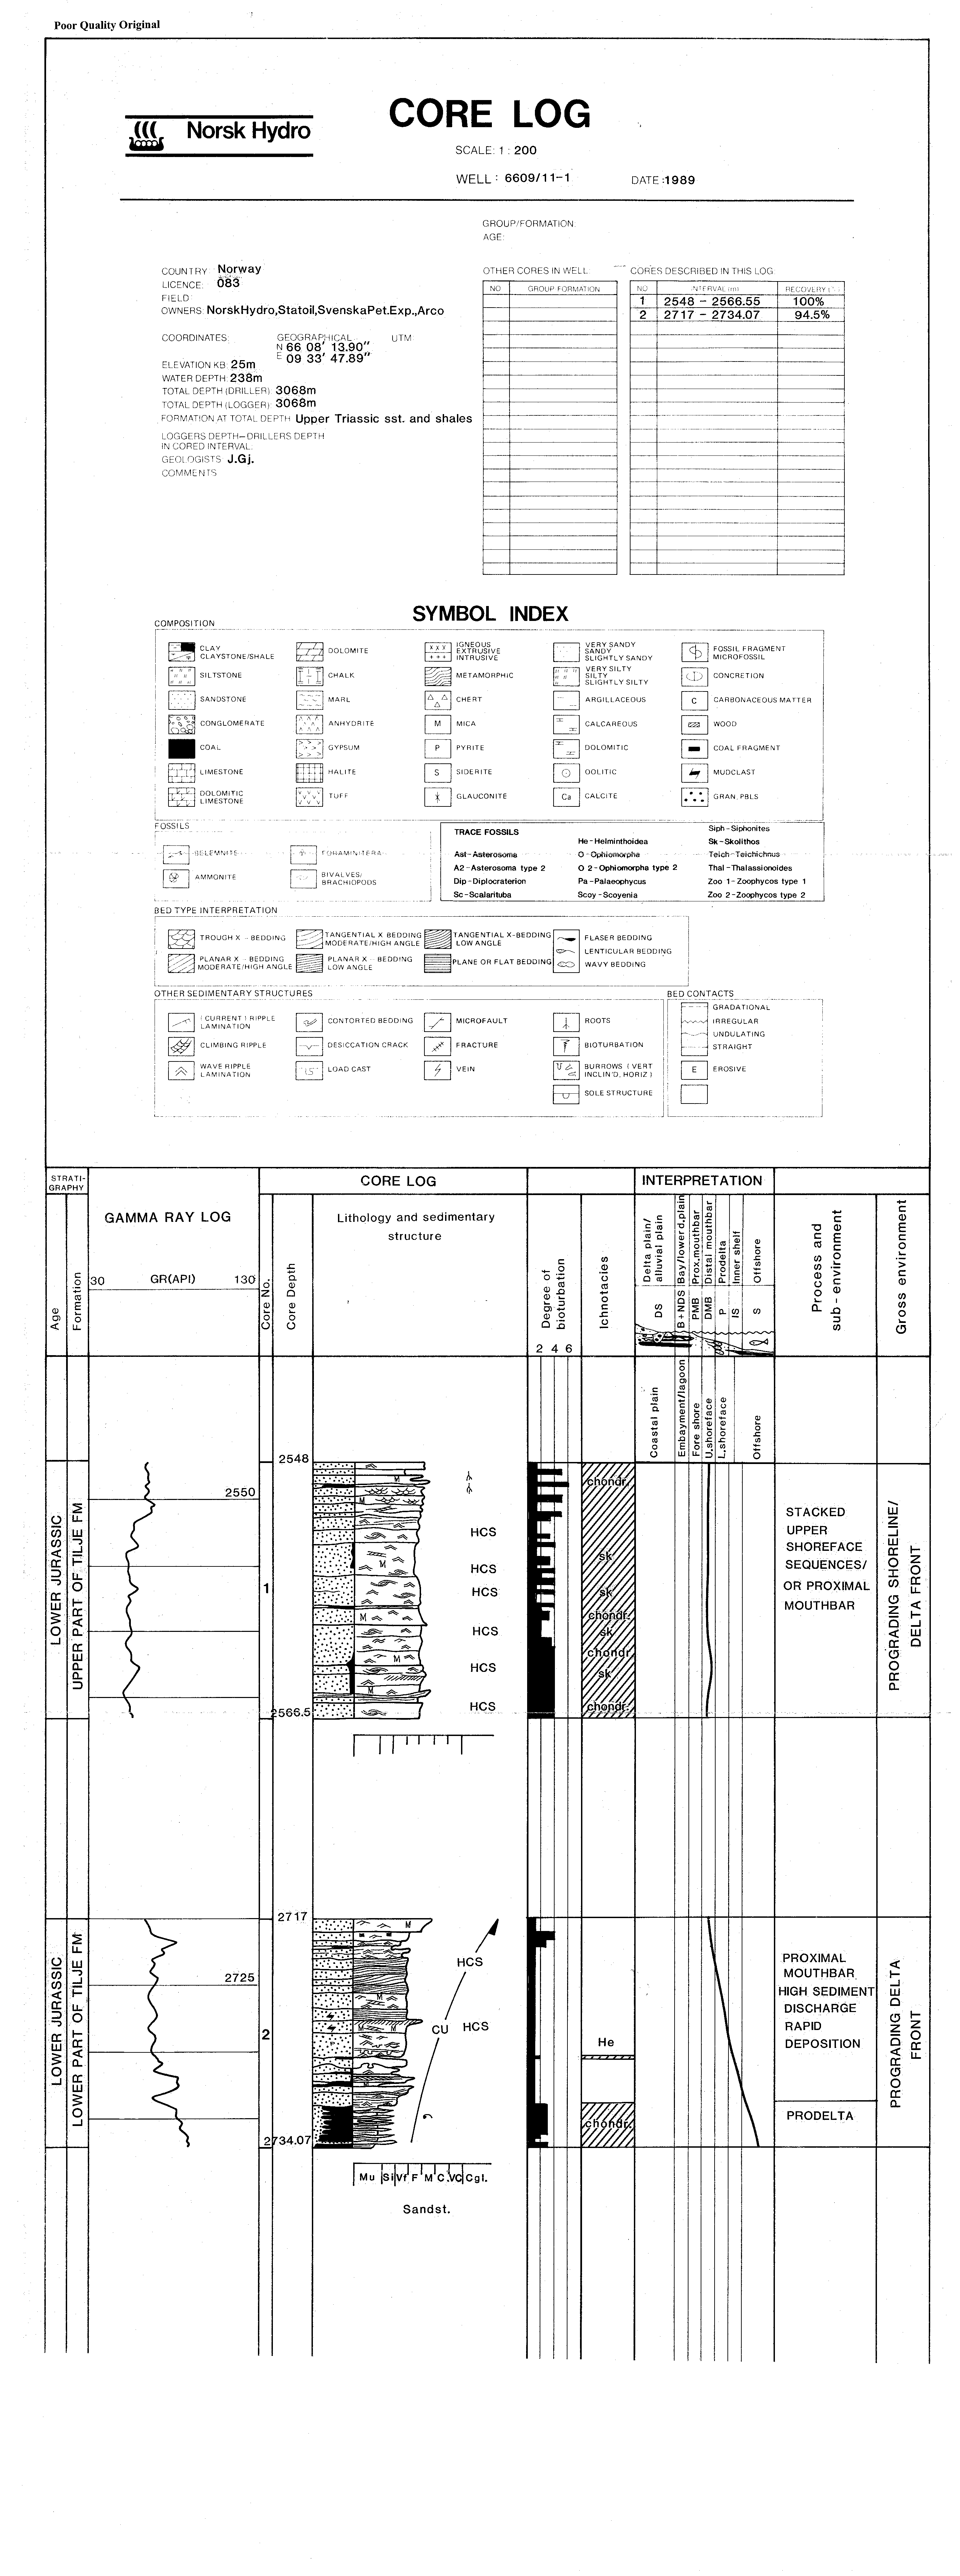 Poor Quality Original
CORE LOG
Norsk Hydro
SCALE: 1 : 200
WELL : 6609/11-1
DATE :1989
GROUP/FORMATION:
AGE:
COUNTRY: Norway
LICENCE: 083
FIELD:
OWNERS: NorskHydro,Statoil,SvenskaPet.Exp.,Arco
COORDINATES: GEOGRAPHICAL UTM
N 66 08' 13.90"
E 09 33' 47.89"
ELEVATION KB: 25m
WATER DEPTH: 238m
TOTAL DEPTH (DRILLER): 3068m
TOTAL DEPTH (LOGGER): 3068m
FORMATION AT TOTAL DEPTH: Upper Triassic sst. and shales
LOGGERS DEPTH-DRILLERS DEPTH
IN CORED INTERVAL:
GEOLOGISTS: J.Gj.
COMMENTS:
OTHER CORES IN WELL:
NO GROUP FORMATION
CORES DESCRIBED IN THIS LOG
NO INTERVAL (m) RECOVERY
1 2548 - 2566.55 100%
2 2717 - 2734.07 94.5%
SYMBOL INDEX
COMPOSITION
CLAY
CLAYSTONE/SHALE
DOLOMITE
IGNEOUS
EXTRUSIVE
INTRUSIVE
VERY SANDY
SANDY
SLIGHTLY SANDY
FOSSIL FRAGMENT
MICROFOSSIL
SILTSTONE
CHALK
METAMORPHIC
VERY SILTY
SILTY
SLIGHTLY SILTY
CONCRETION
SANDSTONE
MARL
CHERT
ARGILLACEOUS
C CARBONACEOUS MATTER
CONGLOMERATE
ANHYDRITE
M MICA
CALCAREOUS
WOOD
COAL
GYPSUM
P PYRITE
DOLOMITIC
COAL FRAGMENT
LIMESTONE
HALITE
S SIDERITE
OOLITIC
MUDCLAST
DOLOMITIC
LIMESTONE
TUFF
GLAUCONITE
Ca CALCITE
GRAN, PBLS
FOSSILS
BELEMNITE
FORAMINIFERA
AMMONITE
BIVALVES/
BRACHIOPODS
TRACE FOSSILS
Siph-Siphonites
He-Helminthoidea
Sk-Skolithos
Ast-Asterosoma
O-Ophiomorpha
Teich-Teichichnus
A2-Asterosoma type 2
O 2-Ophiomorpha type 2
Thal-Thalassionoides
Dip-Diplocraterion
Pa-Palaeophycus
Zoo 1-Zoophycos type 1
Sc-Scalarituba
Scoy-Scoyenia
Zoo 2-Zoophycos type 2
BED TYPE INTERPRETATION
TROUGH X - BEDDING
TANGENTIAL X BEDDING
MODERATE/HIGH ANGLE
TANGENTIAL X-BEDDING
LOW ANGLE
FLASER BEDDING
LENTICULAR BEDDING
WAVY BEDDING
PLANAR X - BEDDING
MODERATE/HIGH ANGLE
PLANAR X - BEDDING
LOW ANGLE
PLANE OR FLAT BEDDING
OTHER SEDIMENTARY STRUCTURES
(CURRENT) RIPPLE
LAMINATION
CONTORTED BEDDING
MICROFAULT
ROOTS
CLIMBING RIPPLE
DESICCATION CRACK
FRACTURE
BIOTURBATION
WAVE RIPPLE
LAMINATION
LOAD CAST
VEIN
BURROWS (VERT
INCLIN'D, HORIZ)
SOLE STRUCTURE
BED CONTACTS
GRADATIONAL
IRREGULAR
UNDULATING
STRAIGHT
E EROSIVE
STRATI-
GRAPHY
CORE LOG
INTERPRETATION
Age
Formation
GAMMA RAY LOG
30 GR(API) 130
Core No.
Core Depth
Lithology and sedimentary
structure
Degree of
bioturbation
2 4 6
Ichnotacies
Delta plain/
alluvial plain
Bay/lower d.plain
Prox.mouthbar
Distal mouthbar
Prodelta
Inner shelf
Offshore
DS
B+NDS
PMB
DMB
P
IS
S
Coastal plain
Embayment/lagoon
Fore shore
U.shoreface
L.shoreface
Offshore
Process and
sub-environment
Gross environment
LOWER JURASSIC
UPPER PART OF TILJE FM
2548
2550
1
2566.5
M
M
M
M
M
M
HCS
HCS
HCS
HCS
HCS
HCS
chondr.
sk
sk
chondr.
sk
chondr
sk
chondr.
STACKED
UPPER
SHOREFACE
SEQUENCES/
OR PROXIMAL
MOUTHBAR
PROGRADING SHORELINE/
DELTA FRONT
LOWER JURASSIC
LOWER PART OF TILJE FM
2717
2725
2
2734.07
M
M
M
M
HCS
CU
HCS
He
chondr.
PROXIMAL
MOUTHBAR
HIGH SEDIMENT
DISCHARGE
RAPID
DEPOSITION
PRODELTA
PROGRADING DELTA
FRONT
Mu Si Vf F M C VC Cgl.
Sandst.